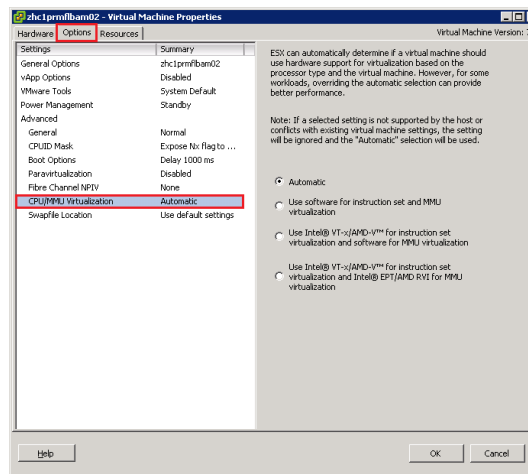 zhc1prmflbam02 - Virtual Machine Properties
Hardware Options Resources Virtual Machine Version: 7
Settings Summary
General Options zhc1prmflbam02
vApp Options Disabled
VMware Tools System Default
Power Management Standby
Advanced
General Normal
CPUID Mask Expose Nx flag to ...
Boot Options Delay 1000 ms
Paravirtualization Disabled
Fibre Channel NPIV None
CPU/MMU Virtualization Automatic
Swapfile Location Use default settings
ESX can automatically determine if a virtual machine should
use hardware support for virtualization based on the
processor type and the virtual machine. However, for some
workloads, overriding the automatic selection can provide
better performance.
Note: If a selected setting is not supported by the host or
conflicts with existing virtual machine settings, the setting
will be ignored and the "Automatic" selection will be used.
Automatic
Use software for instruction set and MMU
virtualization
Use Intel® VT-x/AMD-V™ for instruction set
virtualization and software for MMU virtualization
Use Intel® VT-x/AMD-V™ for instruction set
virtualization and Intel® EPT/AMD RVI for MMU
virtualization
Help OK Cancel